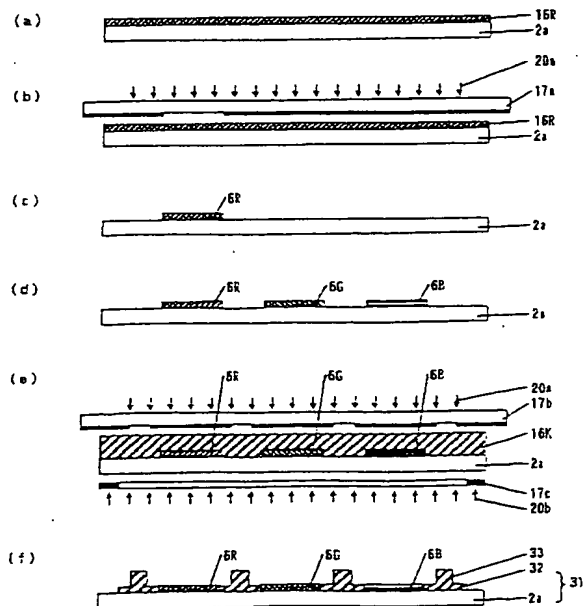 (a)
16R
2a
20a
(b)
17a
16R
2a
(c)
6R
2a
(d)
6R 6G 6B
2a
(e)
6R 6G 6B
20a
17b
16K
2a
17c
20b
(f)
6R 6G 6B
33
32
31
2a